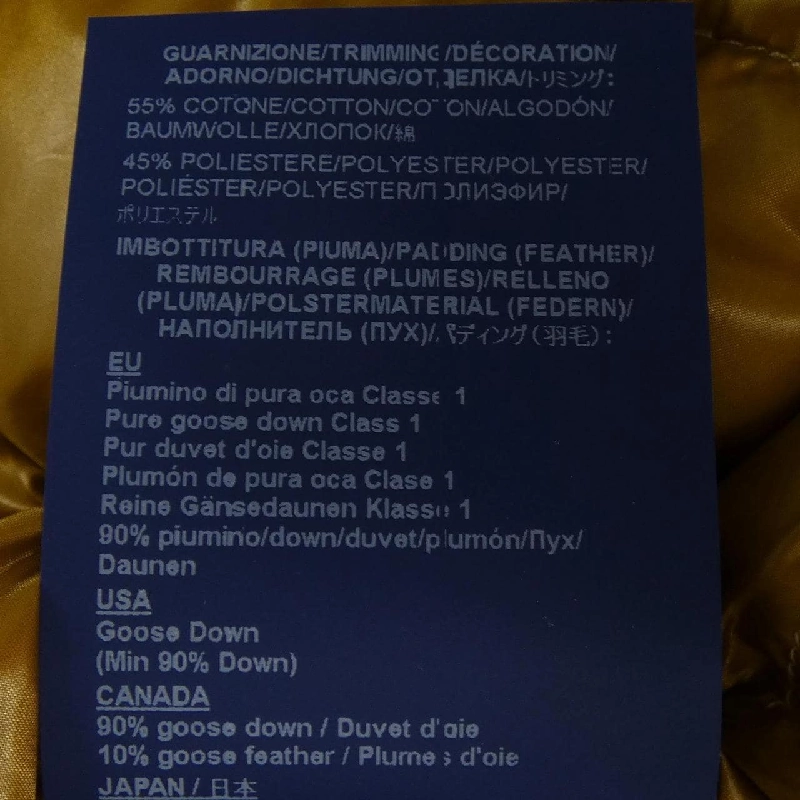 GUARNIZIONE/TRIMMING/DÉCORATION/
ADORNO/DICHTUNG/ОТДЕЛКА/トリミング:
55% COTONE/COTTON/COTON/ALGODÓN/
BAUMWOLLE/ХЛОПОК/綿
45% POLIESTERE/POLYESTER/POLYESTER/
POLIÉSTER/POLYESTER/ПОЛИЭФИР/
ポリエステル
IMBOTTITURA (PIUMA)/PADDING (FEATHER)/
REMBOURRAGE (PLUMES)/RELLENO
(PLUMA)/POLSTERMATERIAL (FEDERN)/
НАПОЛНИТЕЛЬ (ПУХ)/パディング(羽毛):
EU
Piumino di pura oca Classe 1
Pure goose down Class 1
Pur duvet d'oie Classe 1
Plumón de pura oca Clase 1
Reine Gänsedaunen Klasse 1
90% piumino/down/duvet/plumón/Пух/
Daunen
USA
Goose Down
(Min 90% Down)
CANADA
90% goose down / Duvet d'oie
10% goose feather / Plumes d'oie
JAPAN / 日本